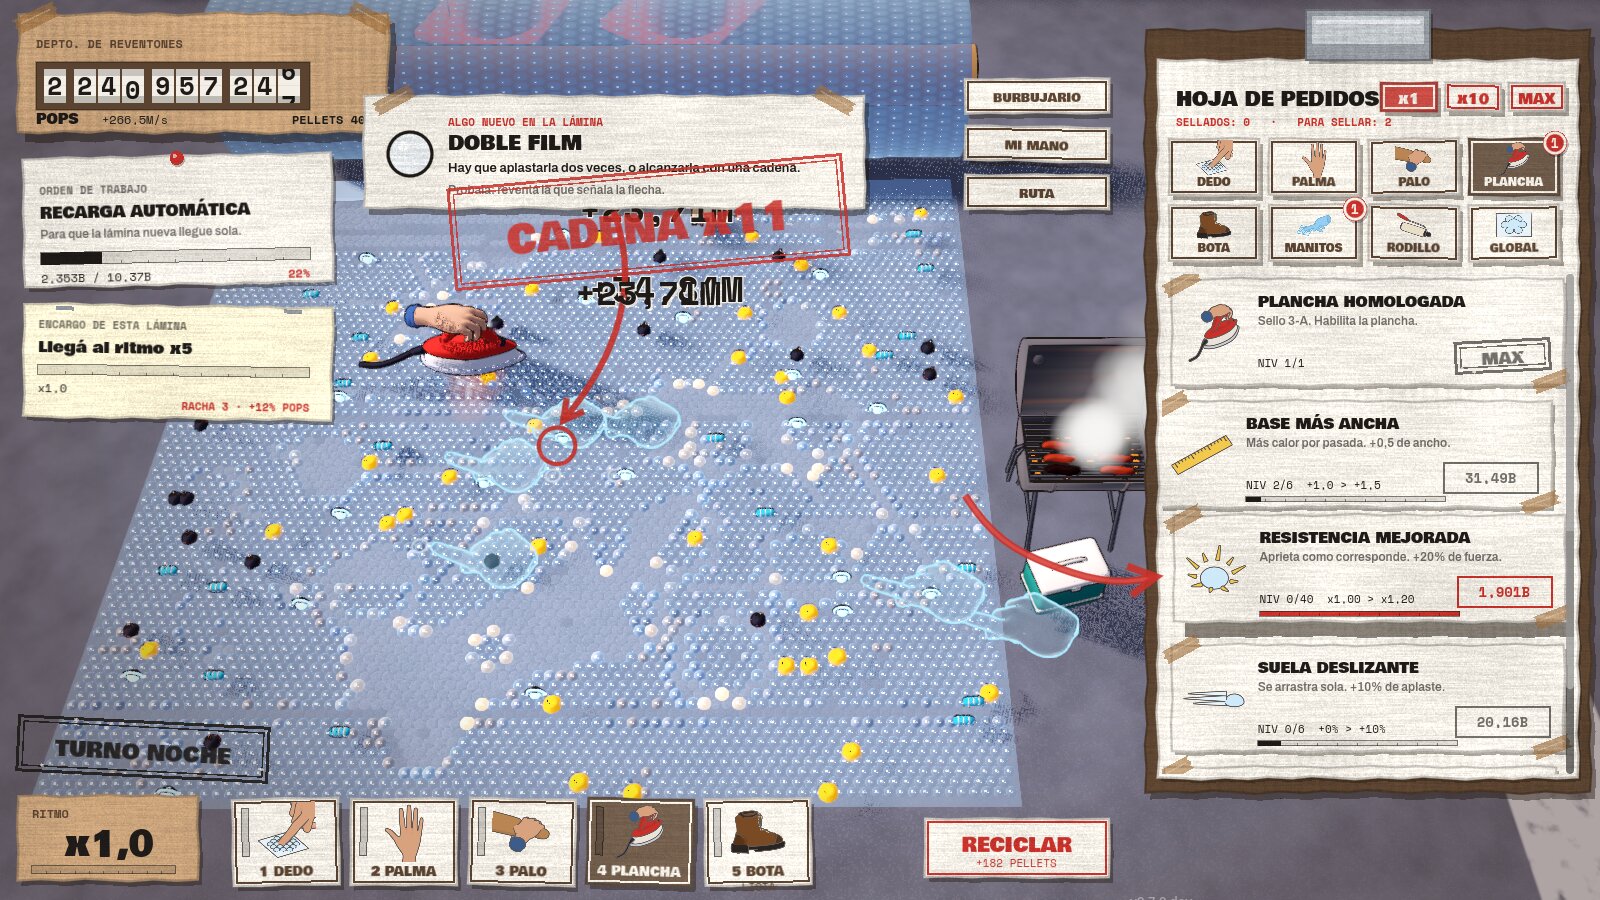 DEPTO. DE REVENTONES
2 240 957 24
POPS +266,5M/s PELLETS 40
ORDEN DE TRABAJO
RECARGA AUTOMÁTICA
Para que la lámina nueva llegue sola.
2,353B / 10,37B 22%
ENCARGO DE ESTA LÁMINA
Llegá al ritmo x5
x1,0
RACHA 3 · +12% POPS
ALGO NUEVO EN LA LÁMINA
DOBLE FILM
Hay que aplastarla dos veces, o alcanzarla con una cadena.
Probala: reventá la que señala la flecha.
CADENA x11
BURBUJARIO
MI MANO
RUTA
HOJA DE PEDIDOS
x1
x10
MAX
SELLADOS: 0 · PARA SELLAR: 2
DEDO
PALMA
PALO
PLANCHA
1
BOTA
MANITOS
1
RODILLO
GLOBAL
PLANCHA HOMOLOGADA
Sello 3-A. Habilita la plancha.
NIV 1/1
MAX
BASE MÁS ANCHA
Más calor por pasada. +0,5 de ancho.
NIV 2/6 +1,0 > +1,5
31,49B
RESISTENCIA MEJORADA
Aprieta como corresponde. +20% de fuerza.
NIV 0/40 x1,00 > x1,20
1,901B
SUELA DESLIZANTE
Se arrastra sola. +10% de aplaste.
NIV 0/6 +0% > +10%
20,16B
TURNO NOCHE
RITMO
x1,0
1 DEDO
2 PALMA
3 PALO
4 PLANCHA
5 BOTA
RECICLAR
+182 PELLETS